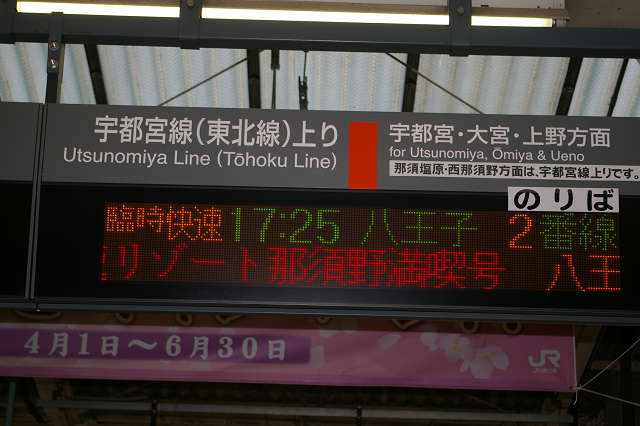 宇都宮線(東北線)上り
Utsunomiya Line (Tōhoku Line)
宇都宮・大宮・上野方面
for Utsunomiya, Ōmiya & Ueno
那須塩原・西那須野方面は、宇都宮線上りです。
のりば
臨時快速 17:25 八王子 2番線
リゾート那須野満喫号 八王
4月1日～6月30日
JR